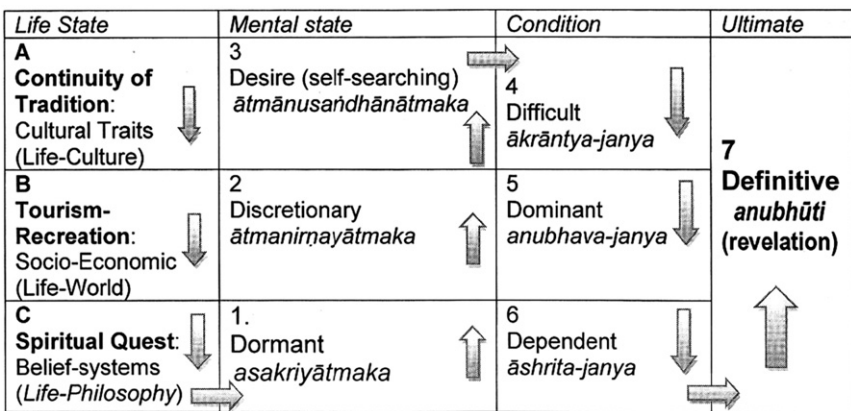 Life State
Mental state
Condition
Ultimate
A
Continuity of
Tradition:
Cultural Traits
(Life-Culture)
3
Desire (self-searching)
ātmānusaṅdhānātmaka
4
Difficult
ākrāntya-janya
B
Tourism-
Recreation:
Socio-Economic
(Life-World)
2
Discretionary
ātmanirṇayātmaka
5
Dominant
anubhava-janya
C
Spiritual Quest:
Belief-systems
(Life-Philosophy)
1.
Dormant
asakriyātmaka
6
Dependent
āshrita-janya
7
Definitive
anubhūti
(revelation)